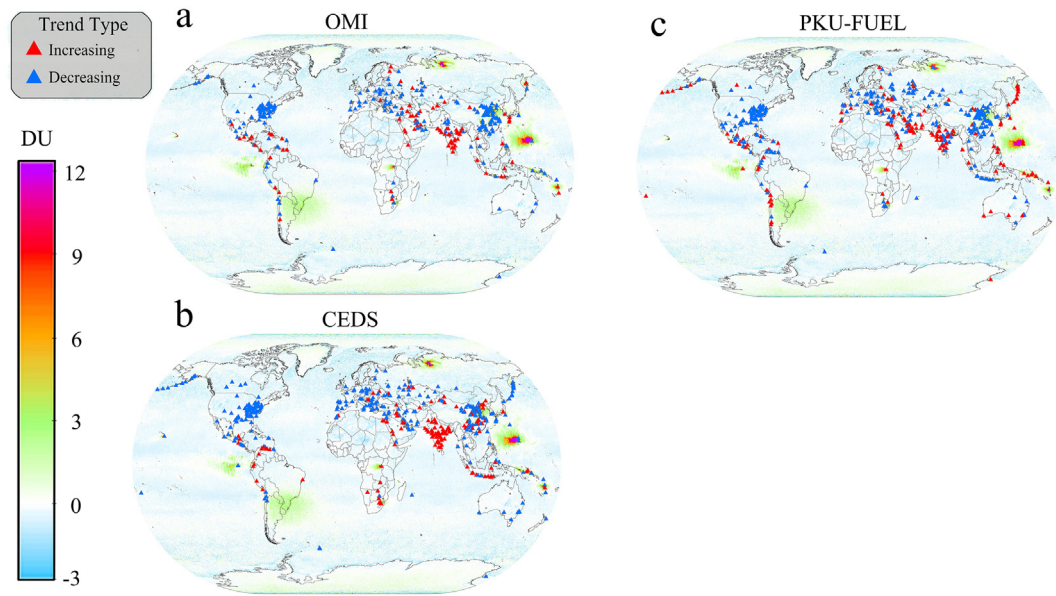 Trend Type
Increasing
Decreasing
DU
12
9
6
3
0
-3
a
OMI
b
CEDS
c
PKU-FUEL